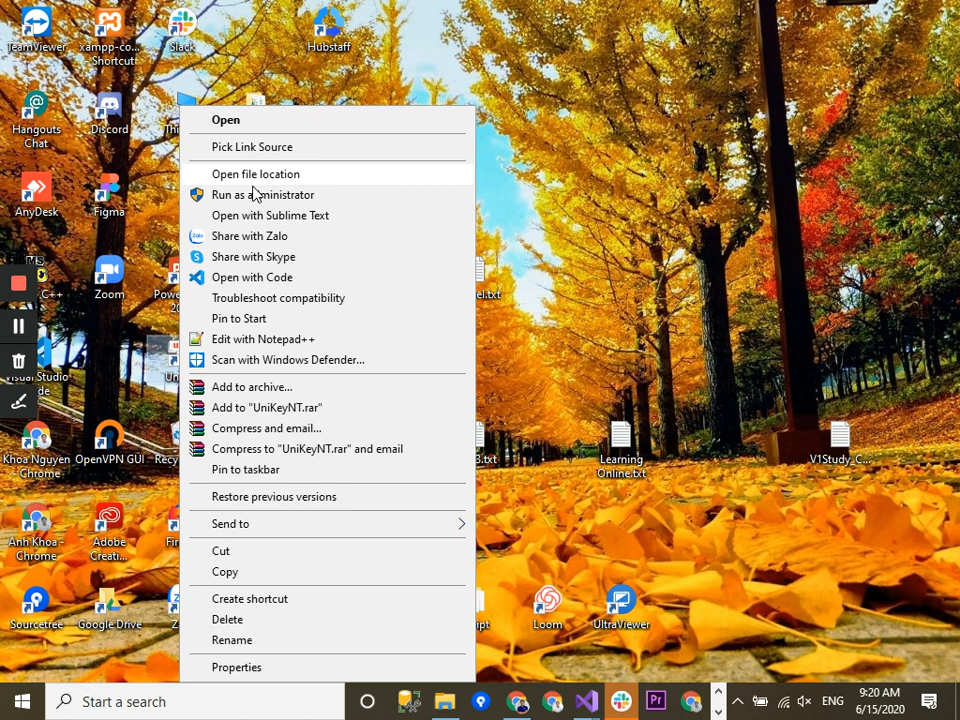 TeamViewer
xampp-co...
- Shortcut
Slack
Hubstaff
Hangouts
Chat
Discord
AnyDesk
Figma
Zoom
Visual Studio
Khoa Nguyen
- Chrome
OpenVPN GUI
Anh Khoa -
Chrome
Adobe
Creati...
Sourcetree
Google Drive
Open
Pick Link Source
Open file location
Run as administrator
Open with Sublime Text
Share with Zalo
Share with Skype
Open with Code
Troubleshoot compatibility
Pin to Start
Edit with Notepad++
Scan with Windows Defender...
Add to archive...
Add to "UniKeyNT.rar"
Compress and email...
Compress to "UniKeyNT.rar" and email
Pin to taskbar
Restore previous versions
Send to
Cut
Copy
Create shortcut
Delete
Rename
Properties
Learning
Online.txt
V1Study_C...
Loom
UltraViewer
Start a search
Pr
ENG
9:20 AM
6/15/2020